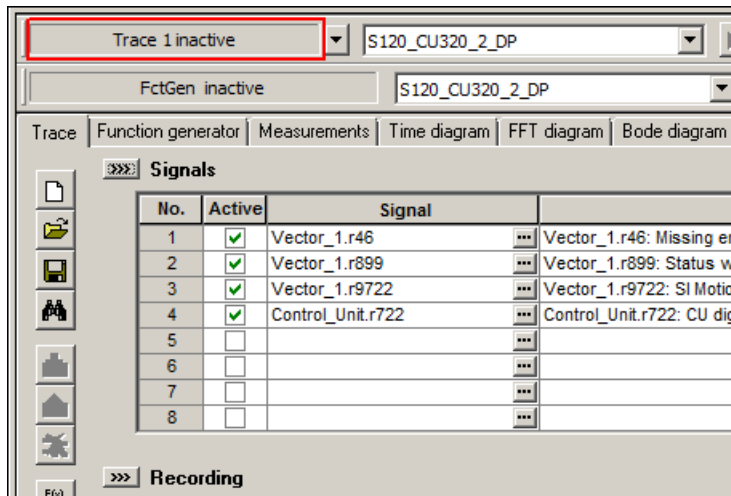 Trace 1 inactive S120_CU320_2_DP
FctGen inactive S120_CU320_2_DP
Trace Function generator Measurements Time diagram FFT diagram Bode diagram
Signals
No. Active Signal
1 Vector_1.r46 ... Vector_1.r46: Missing
2 Vector_1.r899 ... Vector_1.r899: Status
3 Vector_1.r9722 ... Vector_1.r9722: SI
4 Control_Unit.r722 ... Control_Unit.r722: CU
5 ...
6 ...
7 ...
8 ...
>>> Recording